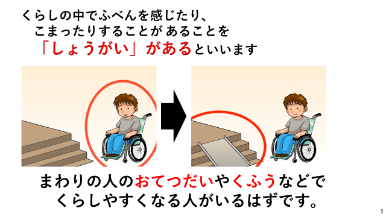 くらしの中でふべんを感じたり、
こまったりすることが あることを
「しょうがい」があるといいます
まわりの人のおてつだいやくふうなどで
くらしやすくなる人がいるはずです。